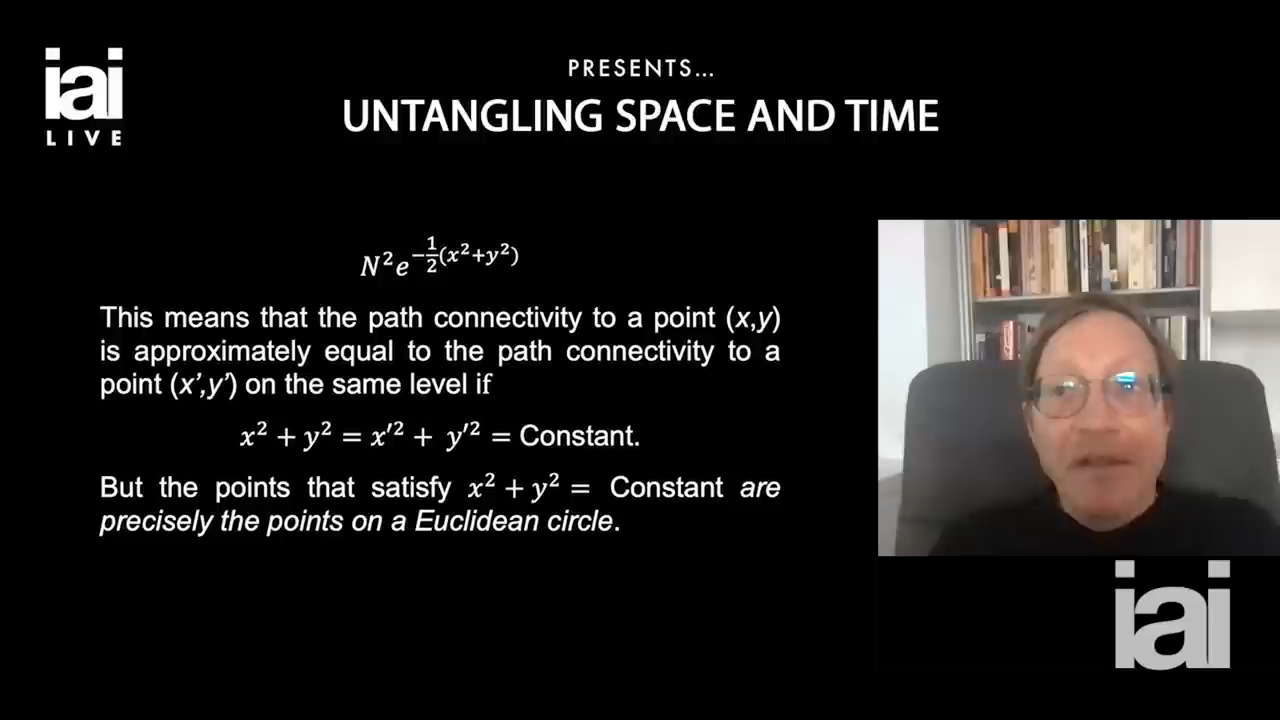 iai
LIVE
PRESENTS...
UNTANGLING SPACE AND TIME
N²e^{-\frac{1}{2}(x²+y²)}
This means that the path connectivity to a point (x,y)
is approximately equal to the path connectivity to a
point (x’,y’) on the same level if
x² + y² = x′² + y′² = Constant.
But the points that satisfy x² + y² = Constant are
precisely the points on a Euclidean circle.
iai